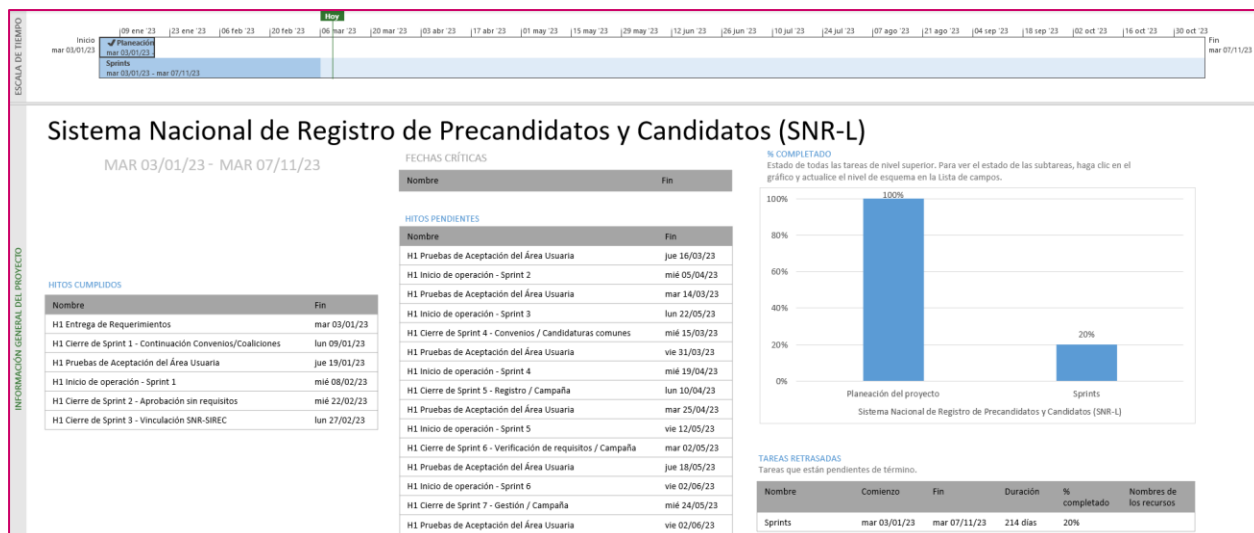 ESCALA DE TIEMPO
Hoy
09 ene '23 23 ene '23 06 feb '23 20 feb '23 06 mar '23 20 mar '23 03 abr '23 17 abr '23 01 may '23 15 may '23 29 may '23 12 jun '23 26 jun '23 10 jul '23 24 jul '23 07 ago '23 21 ago '23 04 sep '23 18 sep '23 02 oct '23 16 oct '23 30 oct '23
Inicio
mar 03/01/23
Planeación
mar 03/01/23 -
Sprints
mar 03/01/23 - mar 07/11/23
Fin
mar 07/11/23
INFORMACIÓN GENERAL DEL PROYECTO
Sistema Nacional de Registro de Precandidatos y Candidatos (SNR-L)
MAR 03/01/23 - MAR 07/11/23
HITOS CUMPLIDOS
Nombre Fin
H1 Entrega de Requerimientos mar 03/01/23
H1 Cierre de Sprint 1 - Continuación Convenios/Coaliciones lun 09/01/23
H1 Pruebas de Aceptación del Área Usuaria jue 19/01/23
H1 Inicio de operación - Sprint 1 mié 08/02/23
H1 Cierre de Sprint 2 - Aprobación sin requisitos mié 22/02/23
H1 Cierre de Sprint 3 - Vinculación SNR-SIREC lun 27/02/23
FECHAS CRÍTICAS
Nombre Fin
HITOS PENDIENTES
Nombre Fin
H1 Pruebas de Aceptación del Área Usuaria jue 16/03/23
H1 Inicio de operación - Sprint 2 mié 05/04/23
H1 Pruebas de Aceptación del Área Usuaria mar 14/03/23
H1 Inicio de operación - Sprint 3 lun 22/05/23
H1 Cierre de Sprint 4 - Convenios / Candidaturas comunes mié 15/03/23
H1 Pruebas de Aceptación del Área Usuaria vie 31/03/23
H1 Inicio de operación - Sprint 4 mié 19/04/23
H1 Cierre de Sprint 5 - Registro / Campaña lun 10/04/23
H1 Pruebas de Aceptación del Área Usuaria mar 25/04/23
H1 Inicio de operación - Sprint 5 vie 12/05/23
H1 Cierre de Sprint 6 - Verificación de requisitos / Campaña mar 02/05/23
H1 Pruebas de Aceptación del Área Usuaria jue 18/05/23
H1 Inicio de operación - Sprint 6 vie 02/06/23
H1 Cierre de Sprint 7 - Gestión / Campaña mié 24/05/23
H1 Pruebas de Aceptación del Área Usuaria vie 02/06/23
% COMPLETADO
Estado de todas las tareas de nivel superior. Para ver el estado de las subtareas, haga clic en el
gráfico y actualice el nivel de esquema en la Lista de campos.
100%
80%
60%
40%
20%
0%
100%
20%
Planeación del proyecto Sprints
Sistema Nacional de Registro de Precandidatos y Candidatos (SNR-L)
TAREAS RETRASADAS
Tareas que están pendientes de término.
Nombre Comienzo Fin Duración % completado Nombres de los recursos
Sprints mar 03/01/23 mar 07/11/23 214 días 20%